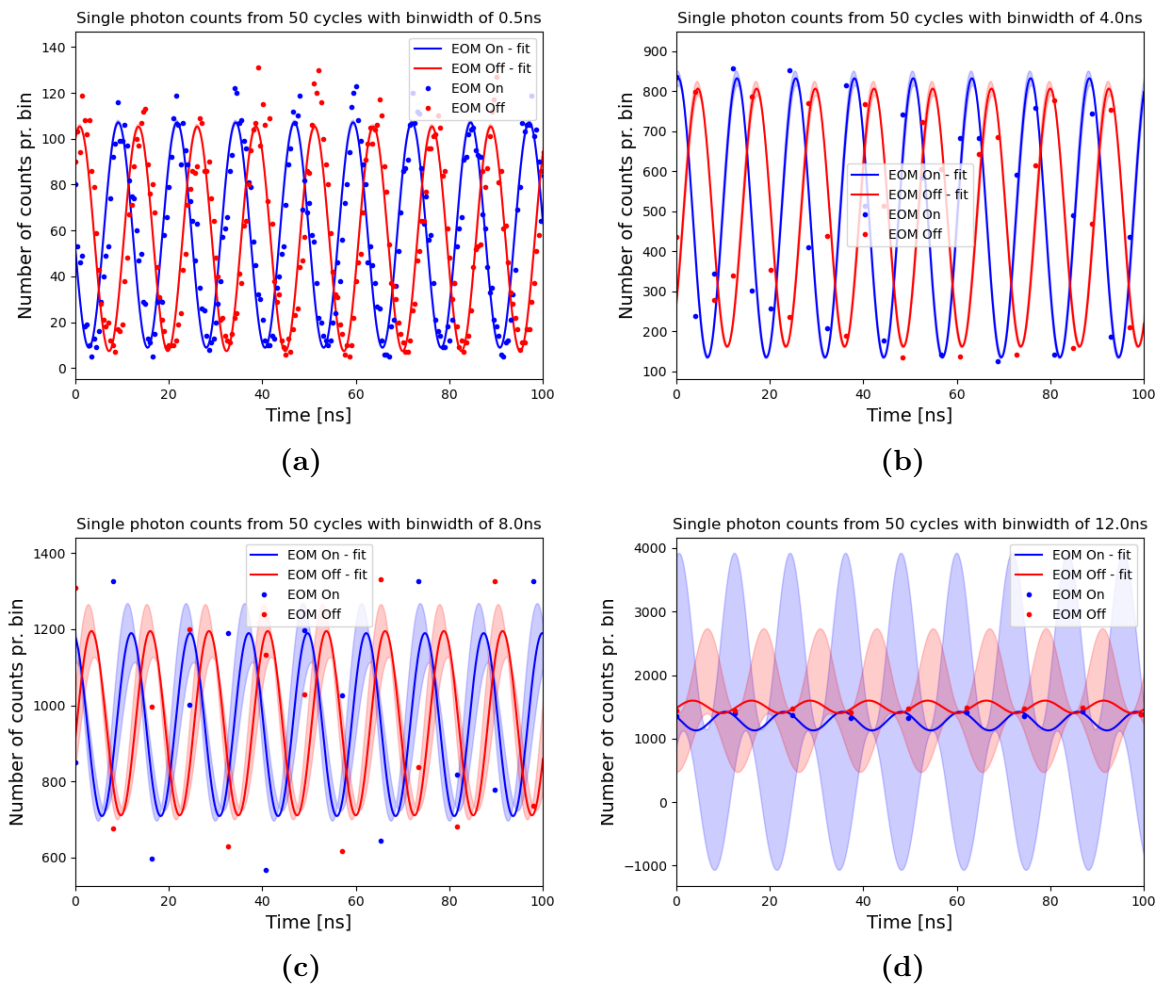 Single photon counts from 50 cycles with binwidth of 0.5ns
Number of counts pr. bin
140
120
100
80
60
40
20
0
EOM On - fit
EOM Off - fit
EOM On
EOM Off
0 20 40 60 80 100
Time [ns]
(a)
Single photon counts from 50 cycles with binwidth of 4.0ns
Number of counts pr. bin
900
800
700
600
500
400
300
200
100
EOM On - fit
EOM Off - fit
EOM On
EOM Off
0 20 40 60 80 100
Time [ns]
(b)
Single photon counts from 50 cycles with binwidth of 8.0ns
Number of counts pr. bin
1400
1200
1000
800
600
EOM On - fit
EOM Off - fit
EOM On
EOM Off
0 20 40 60 80 100
Time [ns]
(c)
Single photon counts from 50 cycles with binwidth of 12.0ns
Number of counts pr. bin
4000
3000
2000
1000
0
−1000
EOM On - fit
EOM Off - fit
EOM On
EOM Off
0 20 40 60 80 100
Time [ns]
(d)